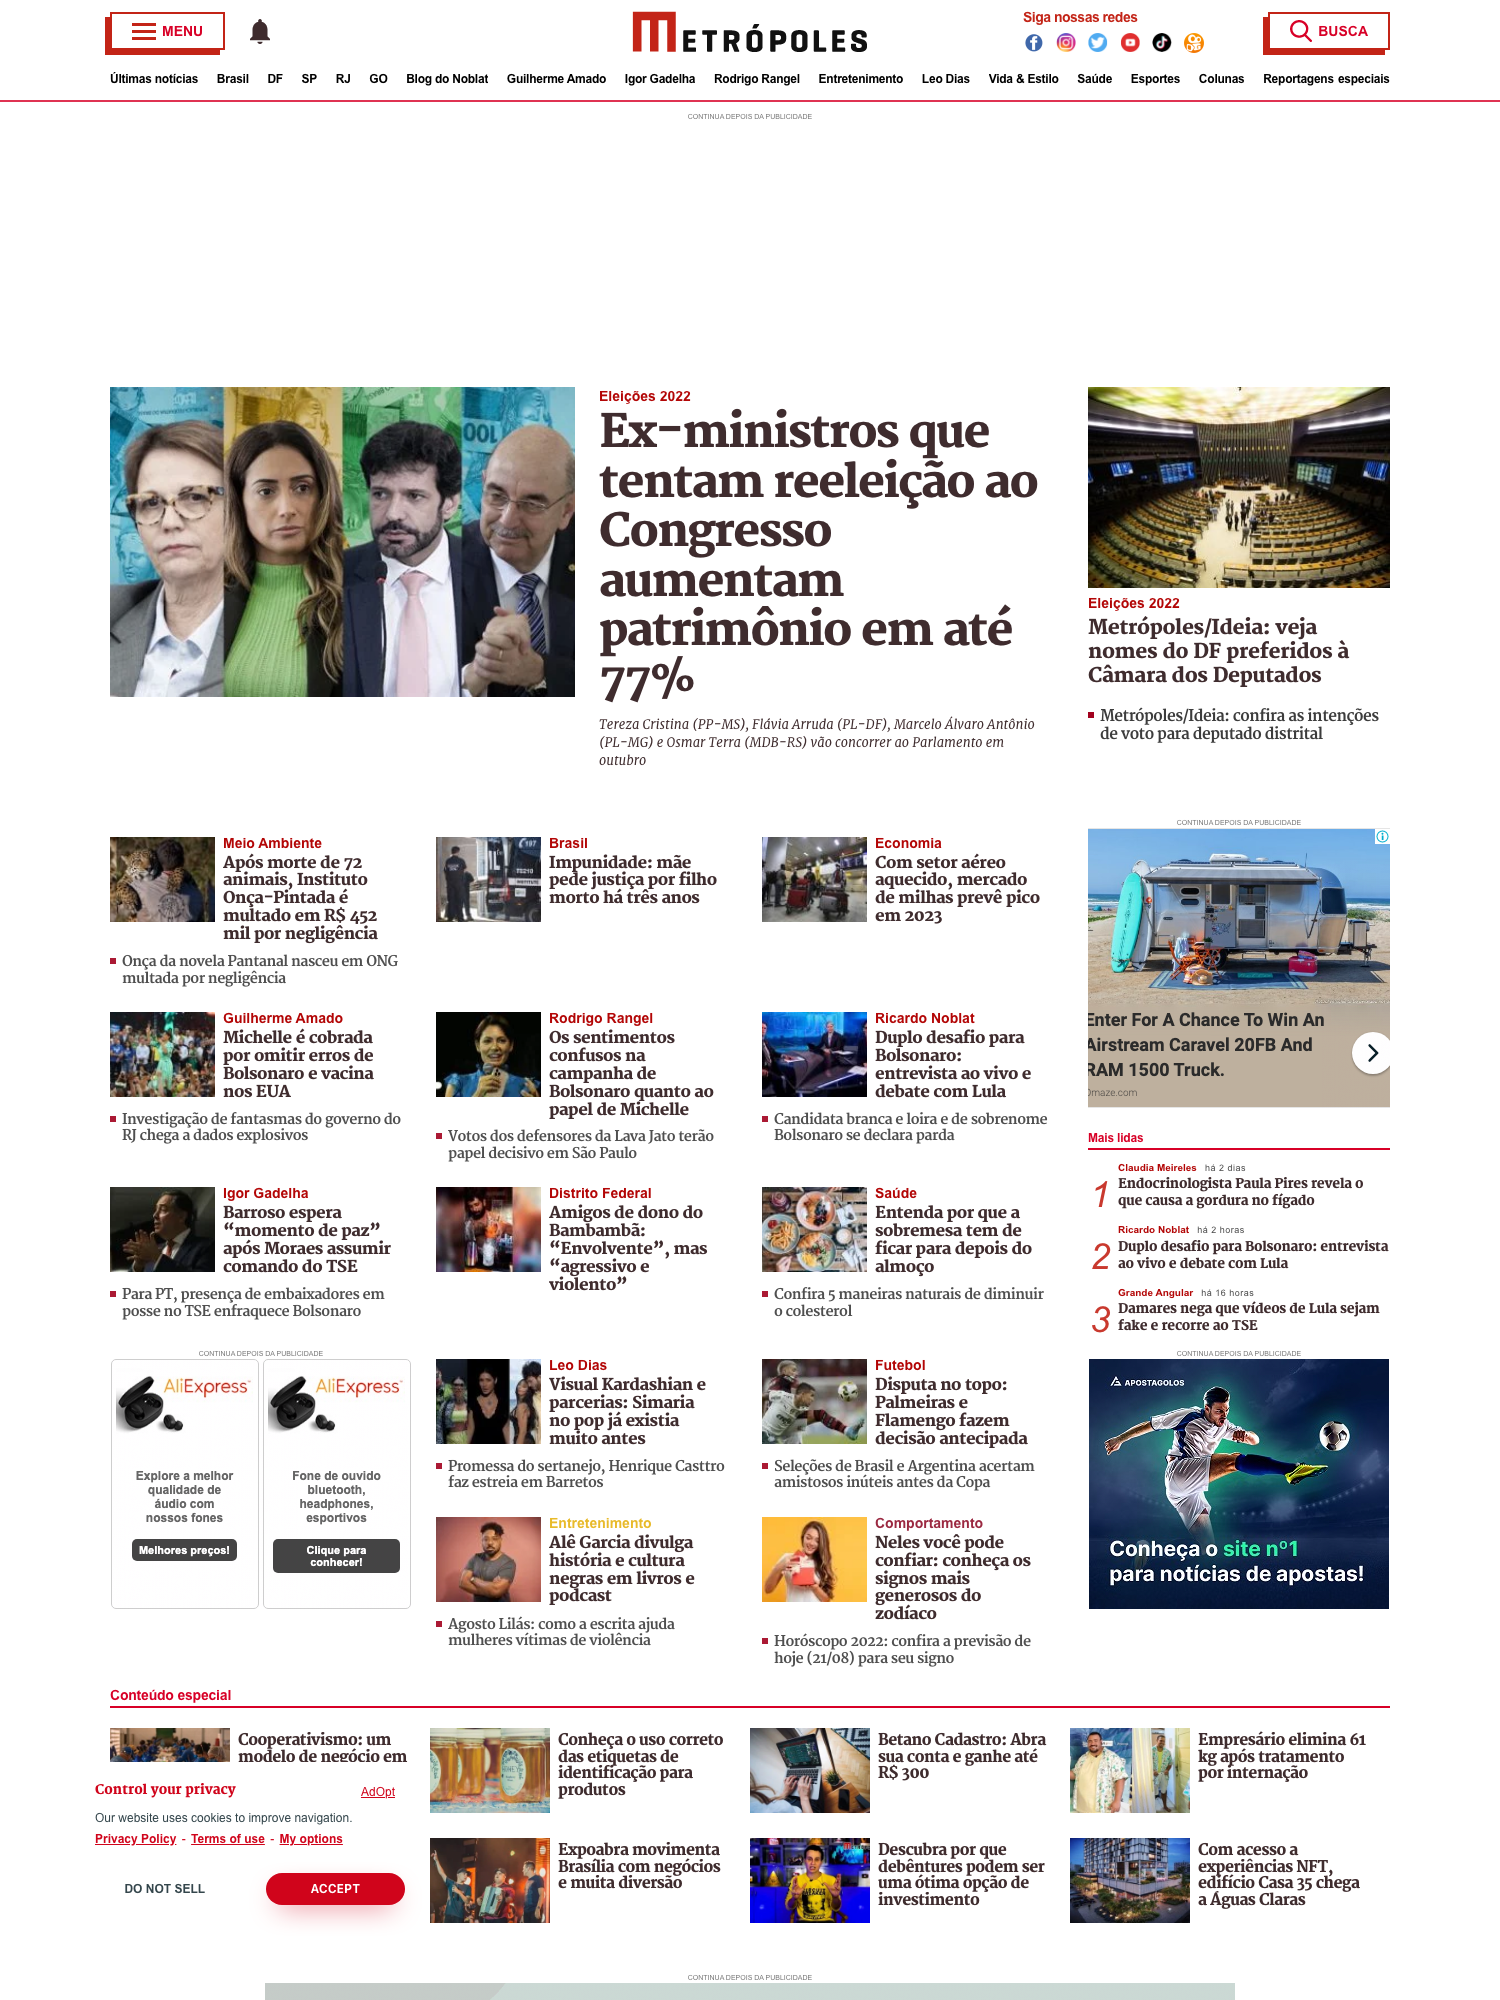 MENU
METRÓPOLES
Siga nossas redes
BUSCA
Últimas notícias Brasil DF SP RJ GO Blog do Noblat Guilherme Amado Igor Gadelha Rodrigo Rangel Entretenimento Leo Dias Vida & Estilo Saúde Esportes Colunas Reportagens especiais
CONTINUA DEPOIS DA PUBLICIDADE
Eleições 2022
Ex-ministros que
tentam reeleição ao
Congresso
aumentam
patrimônio em até
77%
Tereza Cristina (PP-MS), Flávia Arruda (PL-DF), Marcelo Álvaro Antônio
(PL-MG) e Osmar Terra (MDB-RS) vão concorrer ao Parlamento em
outubro
Eleições 2022
Metrópoles/Ideia: veja
nomes do DF preferidos à
Câmara dos Deputados
Metrópoles/Ideia: confira as intenções
de voto para deputado distrital
Meio Ambiente
Após morte de 72
animais, Instituto
Onça-Pintada é
multado em R$ 452
mil por negligência
Onça da novela Pantanal nasceu em ONG
multada por negligência
Brasil
Impunidade: mãe
pede justiça por filho
morto há três anos
Economia
Com setor aéreo
aquecido, mercado
de milhas prevê pico
em 2023
Guilherme Amado
Michelle é cobrada
por omitir erros de
Bolsonaro e vacina
nos EUA
Investigação de fantasmas do governo do
RJ chega a dados explosivos
Rodrigo Rangel
Os sentimentos
confusos na
campanha de
Bolsonaro quanto ao
papel de Michelle
Votos dos defensores da Lava Jato terão
papel decisivo em São Paulo
Ricardo Noblat
Duplo desafio para
Bolsonaro:
entrevista ao vivo e
debate com Lula
Candidata branca e loira e de sobrenome
Bolsonaro se declara parda
Igor Gadelha
Barroso espera
“momento de paz”
após Moraes assumir
comando do TSE
Para PT, presença de embaixadores em
posse no TSE enfraquece Bolsonaro
Distrito Federal
Amigos de dono do
Bambambã:
“Envolvente”, mas
“agressivo e
violento”
Saúde
Entenda por que a
sobremesa tem de
ficar para depois do
almoço
Confira 5 maneiras naturais de diminuir
o colesterol
CONTINUA DEPOIS DA PUBLICIDADE
Enter For A Chance To Win An
Airstream Caravel 20FB And
RAM 1500 Truck.
Omaze.com
Mais lidas
1
Claudia Meireles há 2 dias
Endocrinologista Paula Pires revela o
que causa a gordura no fígado
2
Ricardo Noblat há 2 horas
Duplo desafio para Bolsonaro: entrevista
ao vivo e debate com Lula
3
Grande Angular há 16 horas
Damares nega que vídeos de Lula sejam
fake e recorre ao TSE
CONTINUA DEPOIS DA PUBLICIDADE
AliExpress
Explore a melhor
qualidade de
áudio com
nossos fones
Melhores preços!
AliExpress
Fone de ouvido
bluetooth,
headphones,
esportivos
Clique para
conhecer!
Leo Dias
Visual Kardashian e
parcerias: Simaria
no pop já existia
muito antes
Promessa do sertanejo, Henrique Casttro
faz estreia em Barretos
Futebol
Disputa no topo:
Palmeiras e
Flamengo fazem
decisão antecipada
Seleções de Brasil e Argentina acertam
amistosos inúteis antes da Copa
Entretenimento
Alê Garcia divulga
história e cultura
negras em livros e
podcast
Agosto Lilás: como a escrita ajuda
mulheres vítimas de violência
Comportamento
Neles você pode
confiar: conheça os
signos mais
generosos do
zodíaco
Horóscopo 2022: confira a previsão de
hoje (21/08) para seu signo
CONTINUA DEPOIS DA PUBLICIDADE
APOSTAGOLOS
Conheça o site nº1
para notícias de apostas!
Conteúdo especial
Cooperativismo: um
modelo de negócio em
Conheça o uso correto
das etiquetas de
identificação para
produtos
Betano Cadastro: Abra
sua conta e ganhe até
R$ 300
Empresário elimina 61
kg após tratamento
por internação
Control your privacy
AdOpt
Our website uses cookies to improve navigation.
Privacy Policy - Terms of use - My options
DO NOT SELL
ACCEPT
Expoabra movimenta
Brasília com negócios
e muita diversão
Descubra por que
debêntures podem ser
uma ótima opção de
investimento
Com acesso a
experiências NFT,
edifício Casa 35 chega
a Águas Claras
CONTINUA DEPOIS DA PUBLICIDADE